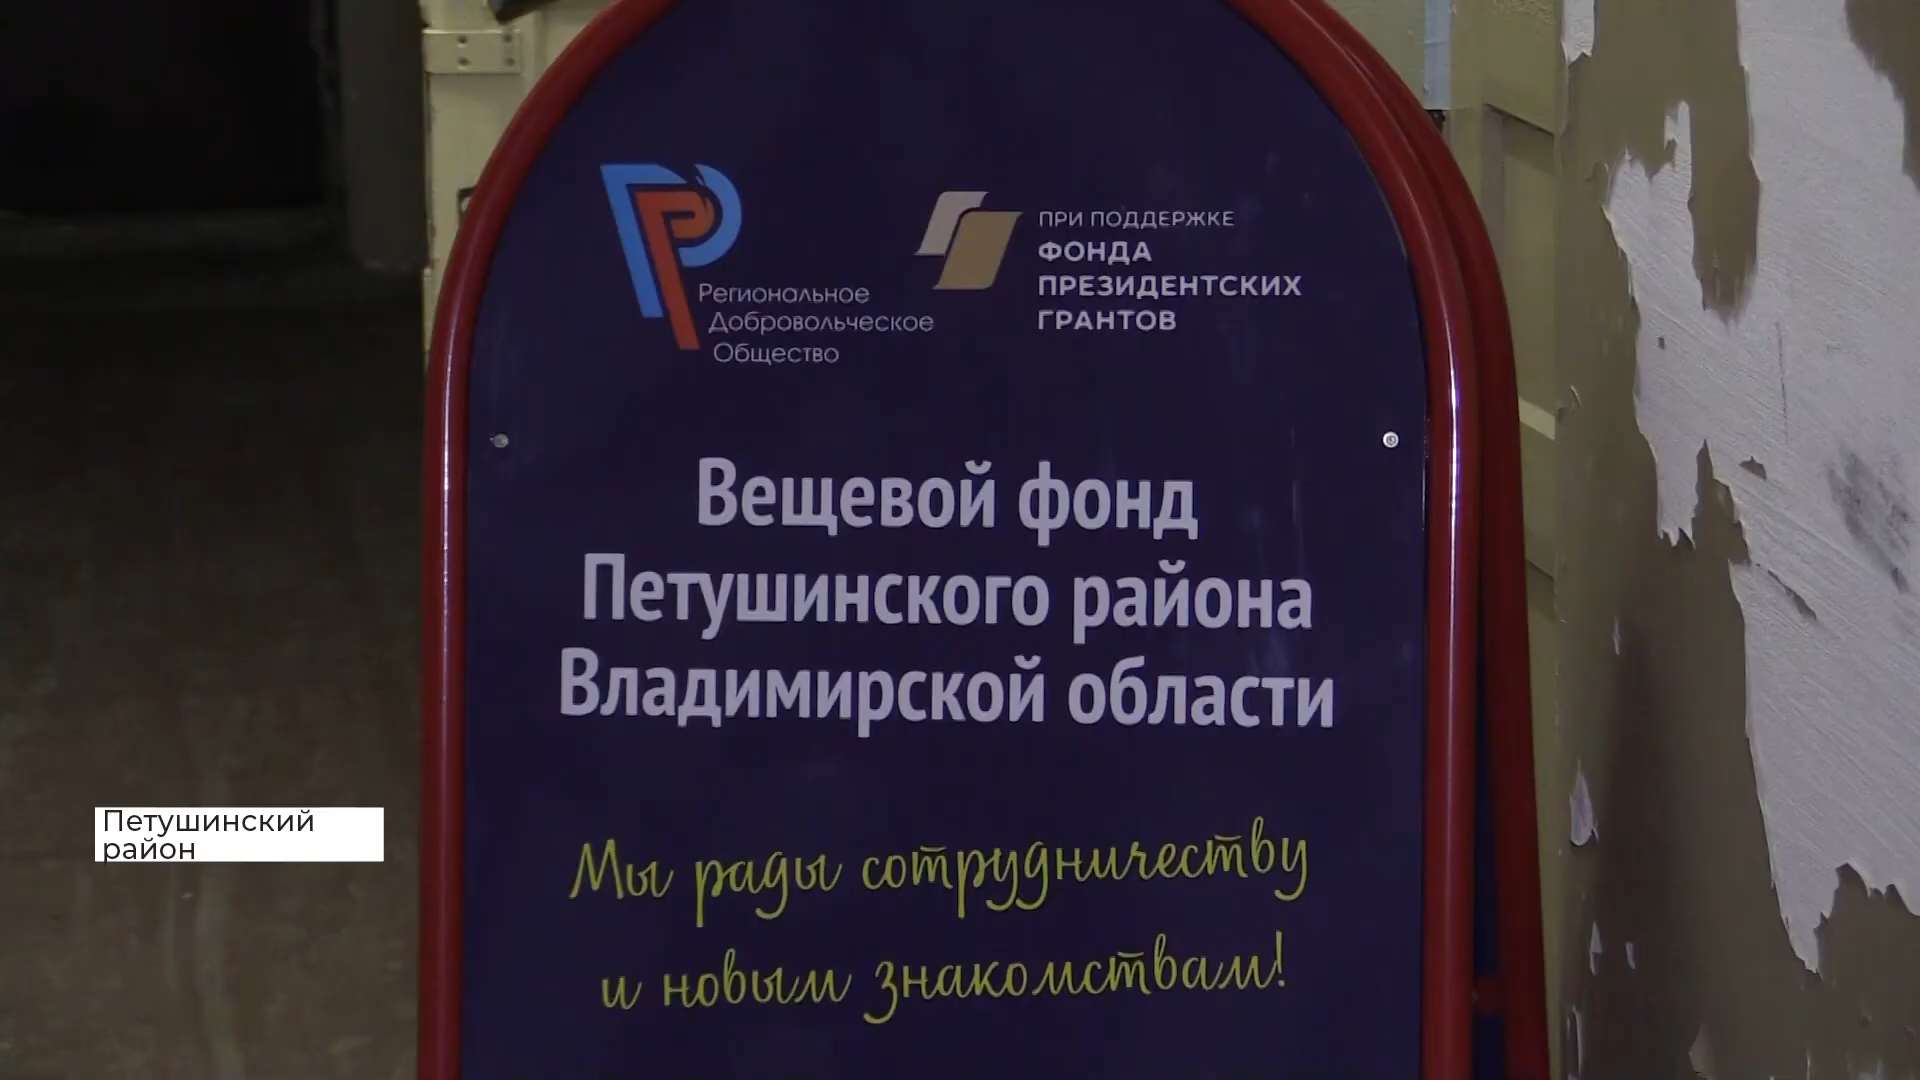 Региональное
Добровольческое
Общество
ПРИ ПОДДЕРЖКЕ
ФОНДА
ПРЕЗИДЕНТСКИХ
ГРАНТОВ
Вещевой фонд
Петушинского района
Владимирской области
Мы рады сотрудничеству
и новым знакомствам!
Петушинский
район